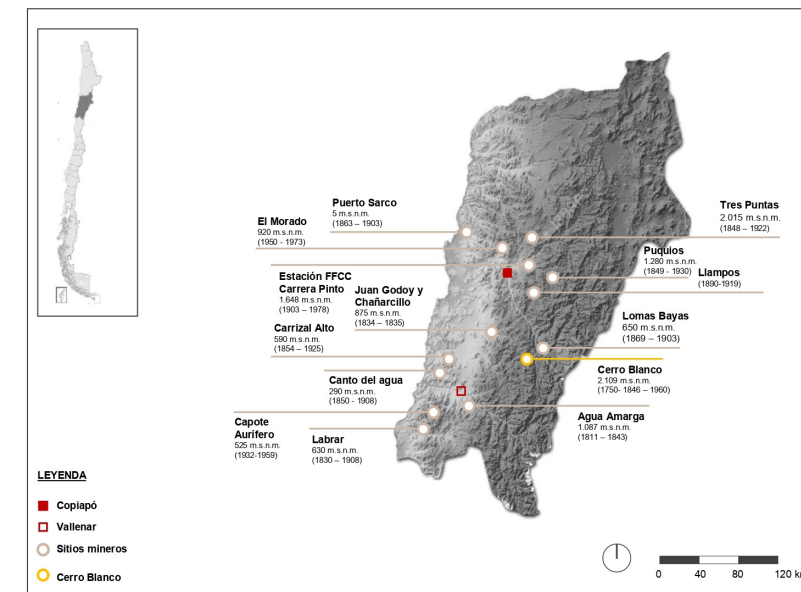 Puerto Sarco
5 m.s.n.m.
(1863 – 1903)
El Morado
920 m.s.n.m.
(1950 - 1973)
Tres Puntas
2.015 m.s.n.m.
(1848 – 1922)
Puquios
1.280 m.s.n.m.
(1849 - 1930)
Llampos
(1890-1919)
Estación FFCC
Carrera Pinto
1.648 m.s.n.m.
(1903 – 1978)
Juan Godoy y
Chañarcillo
875 m.s.n.m.
(1834 – 1835)
Carrizal Alto
590 m.s.n.m.
(1854 – 1925)
Lomas Bayas
650 m.s.n.m.
(1869 – 1903)
Cerro Blanco
2.109 m.s.n.m.
(1750- 1846 – 1960)
Canto del agua
290 m.s.n.m.
(1850 - 1908)
Agua Amarga
1.087 m.s.n.m.
(1811 – 1843)
Capote
Aurífero
525 m.s.n.m.
(1932-1959)
Labrar
630 m.s.n.m.
(1830 – 1908)
LEYENDA
Copiapó
Vallenar
Sitios mineros
Cerro Blanco
0 40 80 120 km